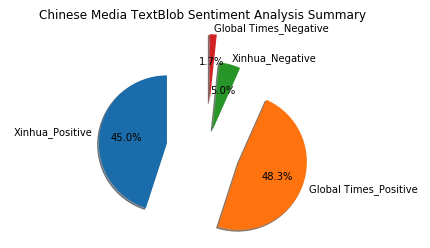 Chinese Media TextBlob Sentiment Analysis Summary
Global Times_Negative
1.7%
Xinhua_Negative
5.0%
Xinhua_Positive
45.0%
48.3%
Global Times_Positive